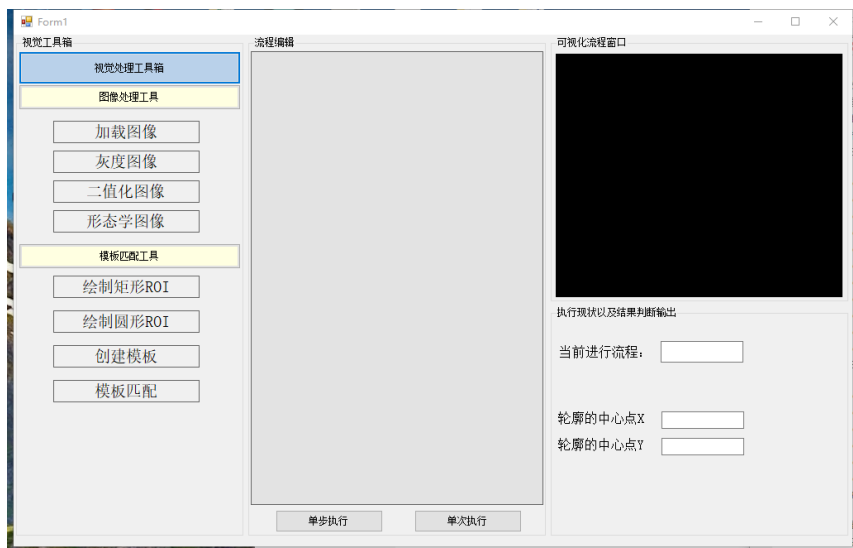 Form1
视觉工具箱
视觉处理工具箱
图像处理工具
加载图像
灰度图像
二值化图像
形态学图像
模板匹配工具
绘制矩形ROI
绘制圆形ROI
创建模板
模板匹配
流程编辑
单步执行
单次执行
可视化流程窗口
执行现状以及结果判断输出
当前进行流程:
轮廓的中心点X
轮廓的中心点Y